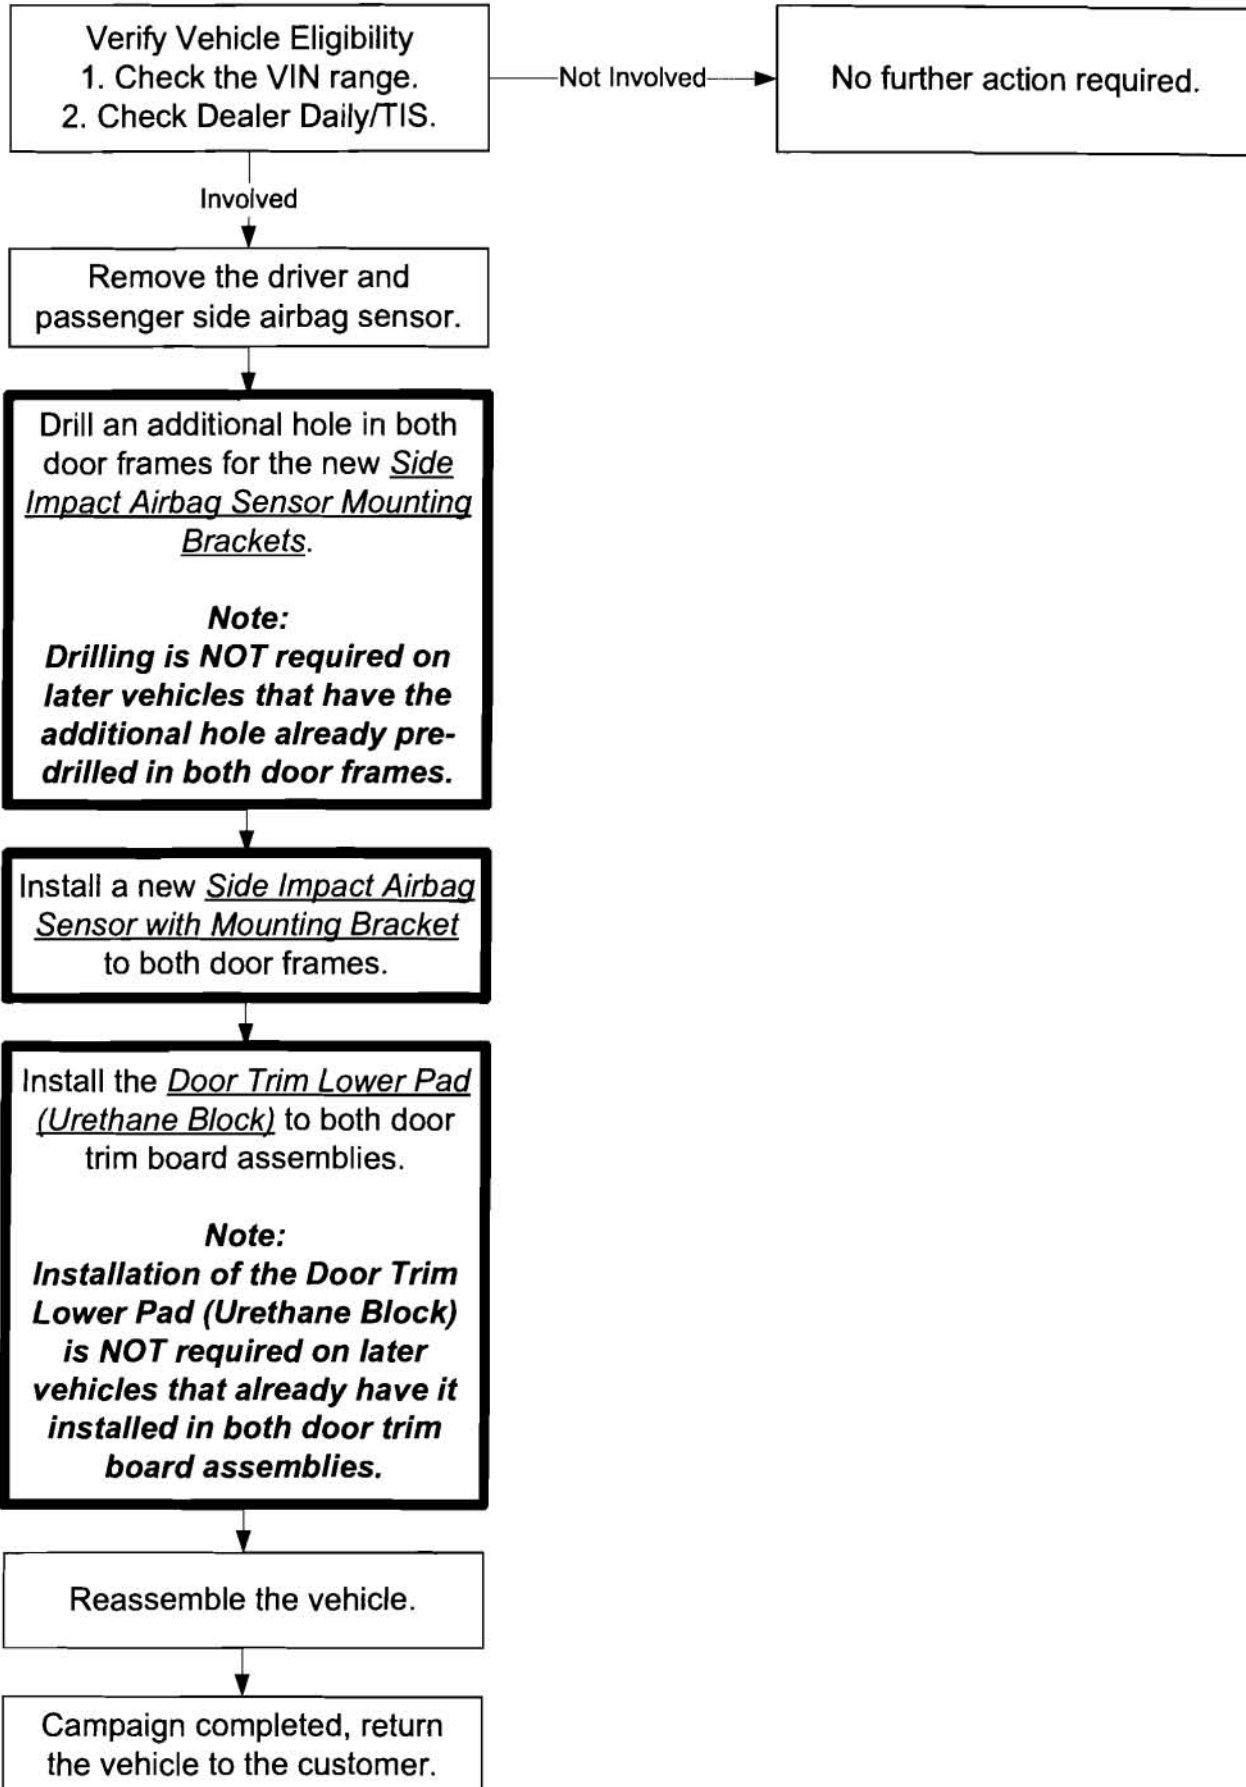 Verify Vehicle Eligibility
1. Check the VIN range.
2. Check Dealer Daily/TIS.
Not Involved
No further action required.
Involved
Remove the driver and
passenger side airbag sensor.
Drill an additional hole in both
door frames for the new Side
Impact Airbag Sensor Mounting
Brackets.
Note:
Drilling is NOT required on
later vehicles that have the
additional hole already pre-
drilled in both door frames.
Install a new Side Impact Airbag
Sensor with Mounting Bracket
to both door frames.
Install the Door Trim Lower Pad
(Urethane Block) to both door
trim board assemblies.
Note:
Installation of the Door Trim
Lower Pad (Urethane Block)
is NOT required on later
vehicles that already have it
installed in both door trim
board assemblies.
Reassemble the vehicle.
Campaign completed, return
the vehicle to the customer.